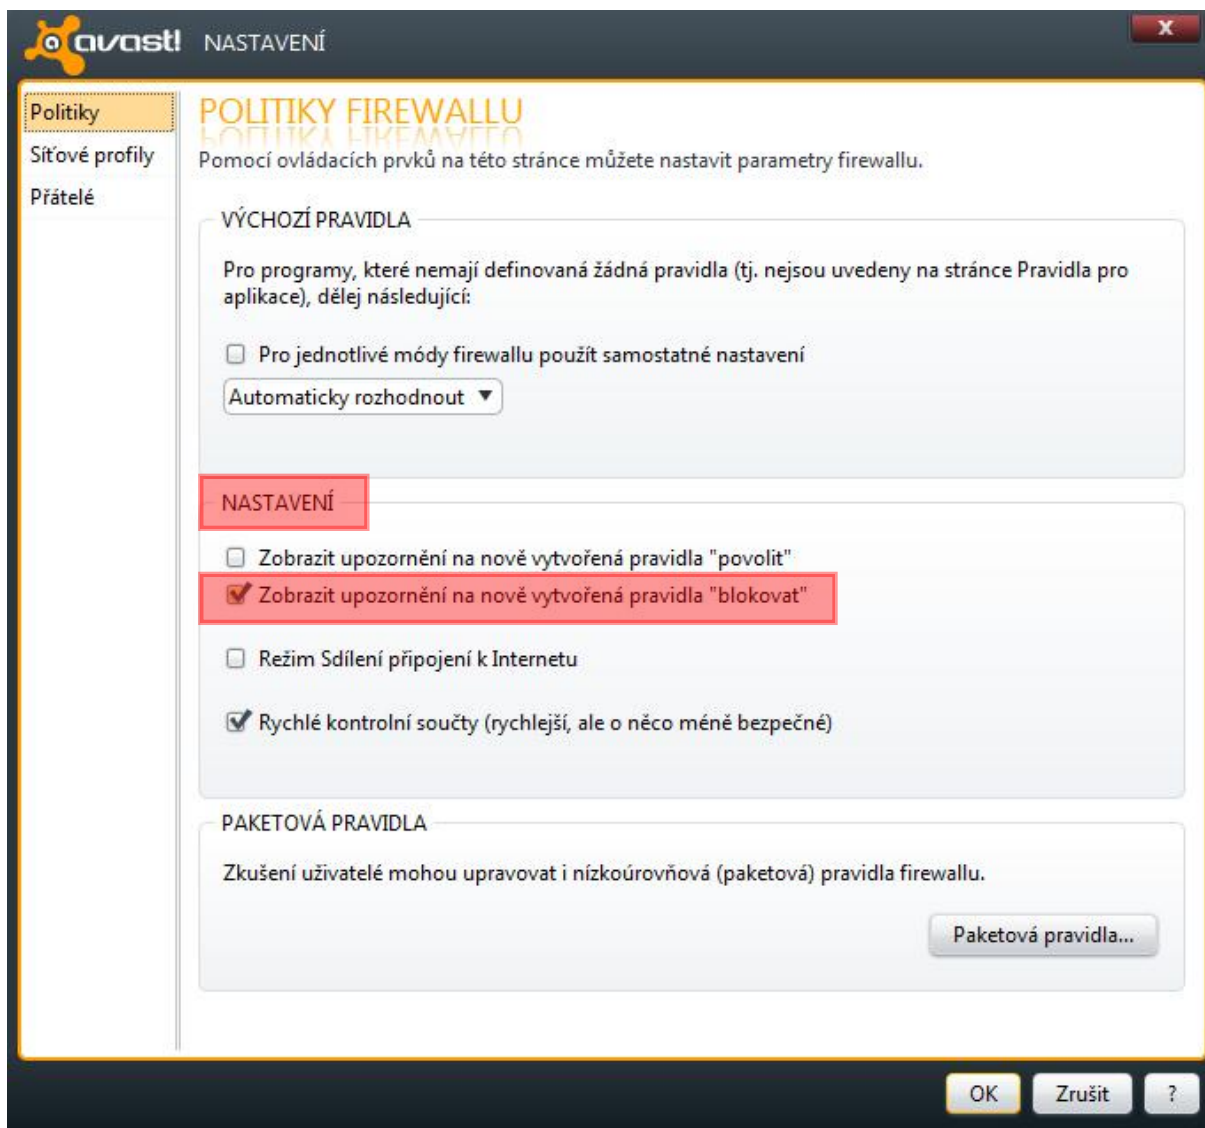 avast! NASTAVENÍ
x
Politiky
Síťové profily
Přátelé
POLITIKY FIREWALLU
Pomocí ovládacích prvků na této stránce můžete nastavit parametry firewallu.
VÝCHOZÍ PRAVIDLA
Pro programy, které nemají definovaná žádná pravidla (tj. nejsou uvedeny na stránce Pravidla pro
aplikace), dělej následující:
Pro jednotlivé módy firewallu použít samostatné nastavení
Automaticky rozhodnout
NASTAVENÍ
Zobrazit upozornění na nově vytvořená pravidla "povolit"
Zobrazit upozornění na nově vytvořená pravidla "blokovat"
Režim Sdílení připojení k Internetu
Rychlé kontrolní součty (rychlejší, ale o něco méně bezpečné)
PAKETOVÁ PRAVIDLA
Zkušení uživatelé mohou upravovat i nízkoúrovňová (paketová) pravidla firewallu.
Paketová pravidla...
OK
Zrušit
?